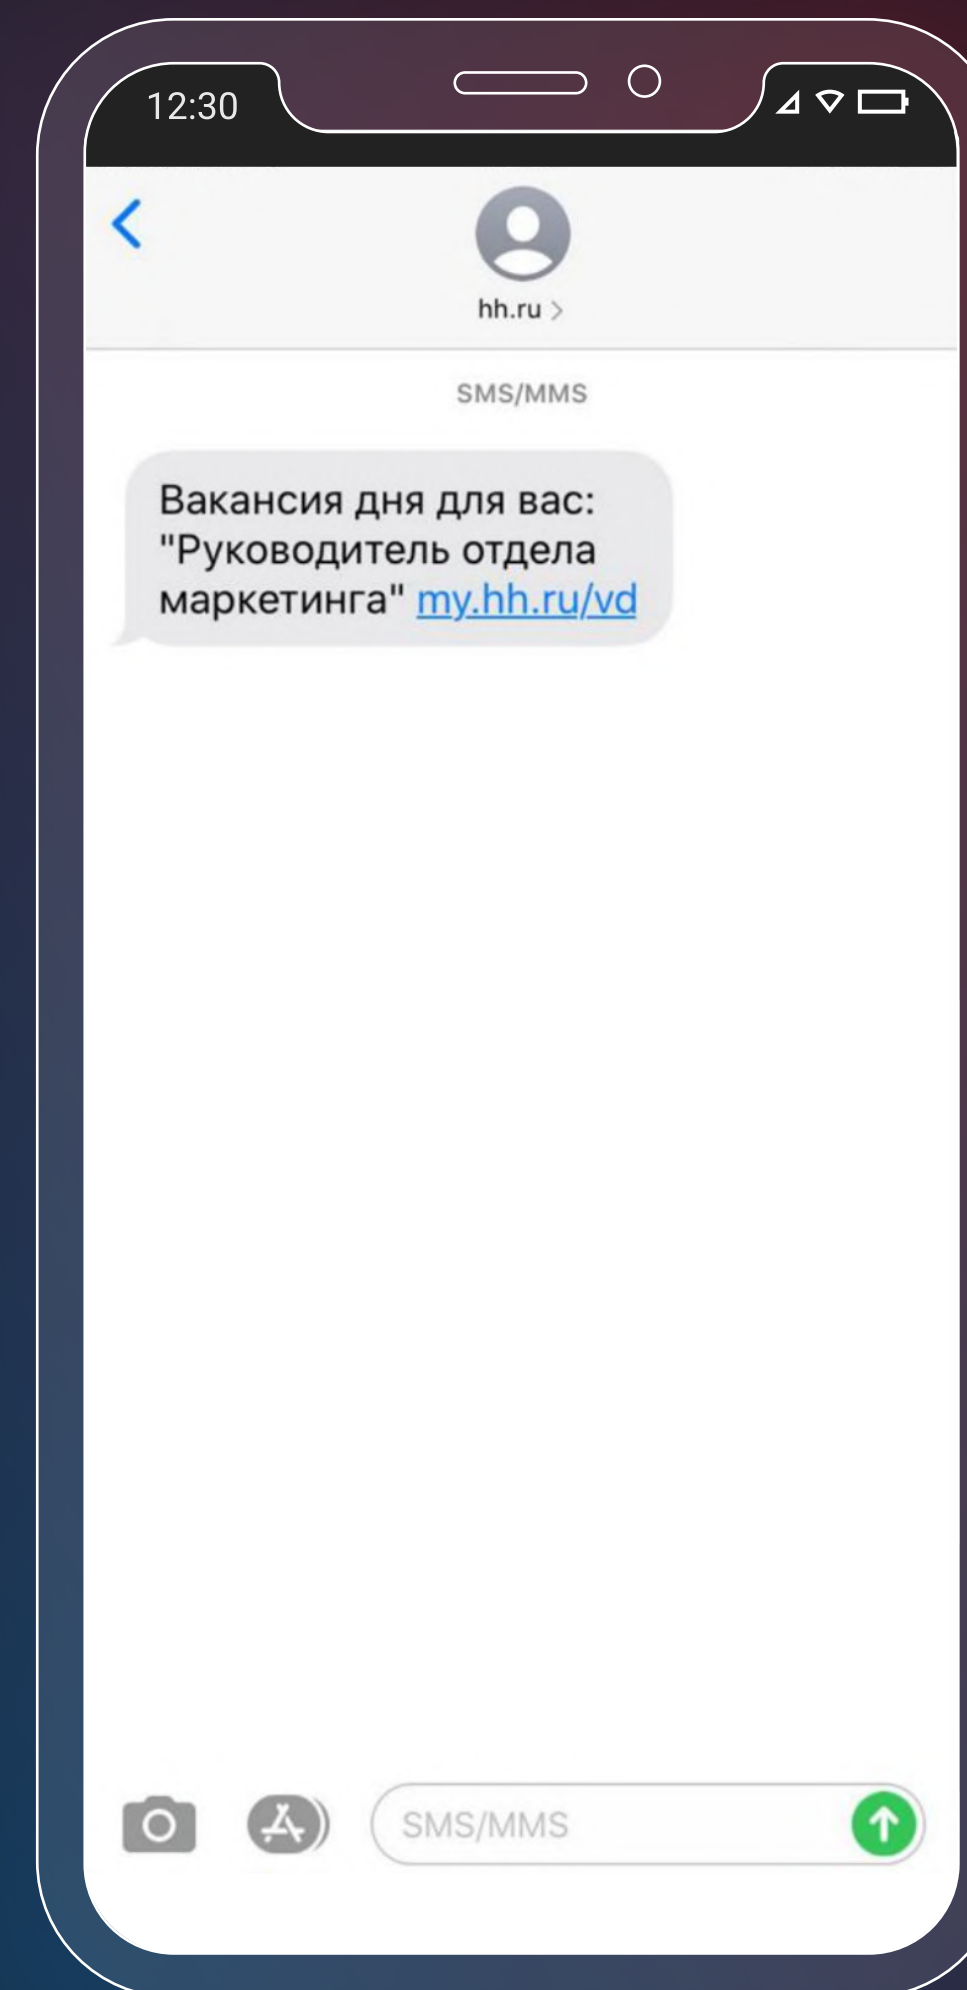 12:30
hh.ru >
SMS/MMS
Вакансия дня для вас:
"Руководитель отдела
маркетинга" my.hh.ru/vd
SMS/MMS